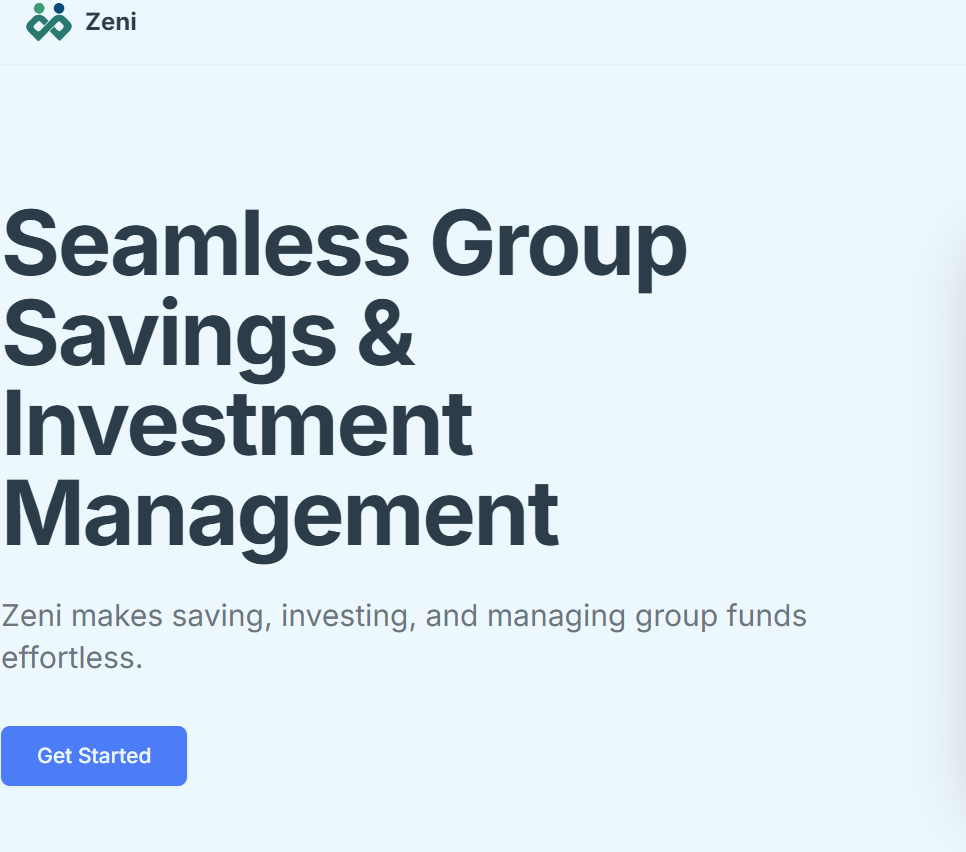 Zeni
Seamless Group
Savings &
Investment
Management
Zeni makes saving, investing, and managing group funds
effortless.
Get Started